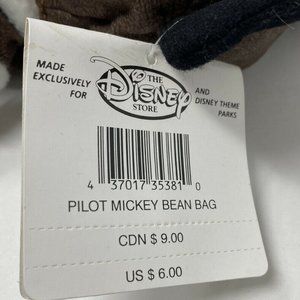 MADE
EXCLUSIVELY
FOR
THE
Disney
STORE
AND
DISNEY THEME
PARKS
4 37017 35381 0
PILOT MICKEY BEAN BAG
CDN $ 9.00
US $ 6.00